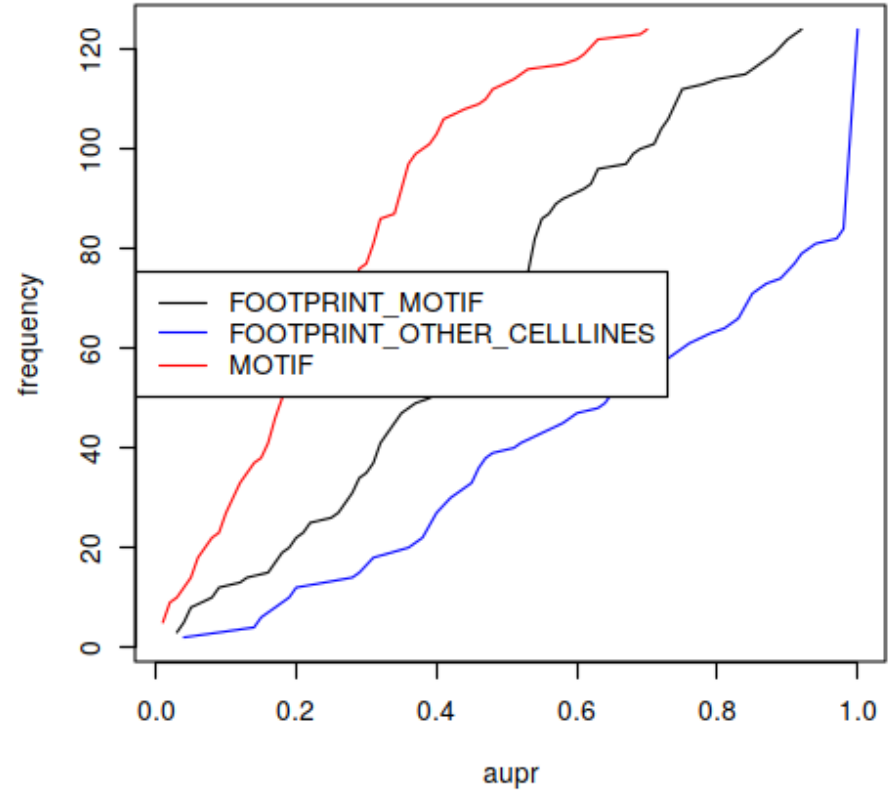 120
100
80
60
40
20
0
frequency
FOOTPRINT_MOTIF
FOOTPRINT_OTHER_CELLLINES
MOTIF
0.0 0.2 0.4 0.6 0.8 1.0
aupr